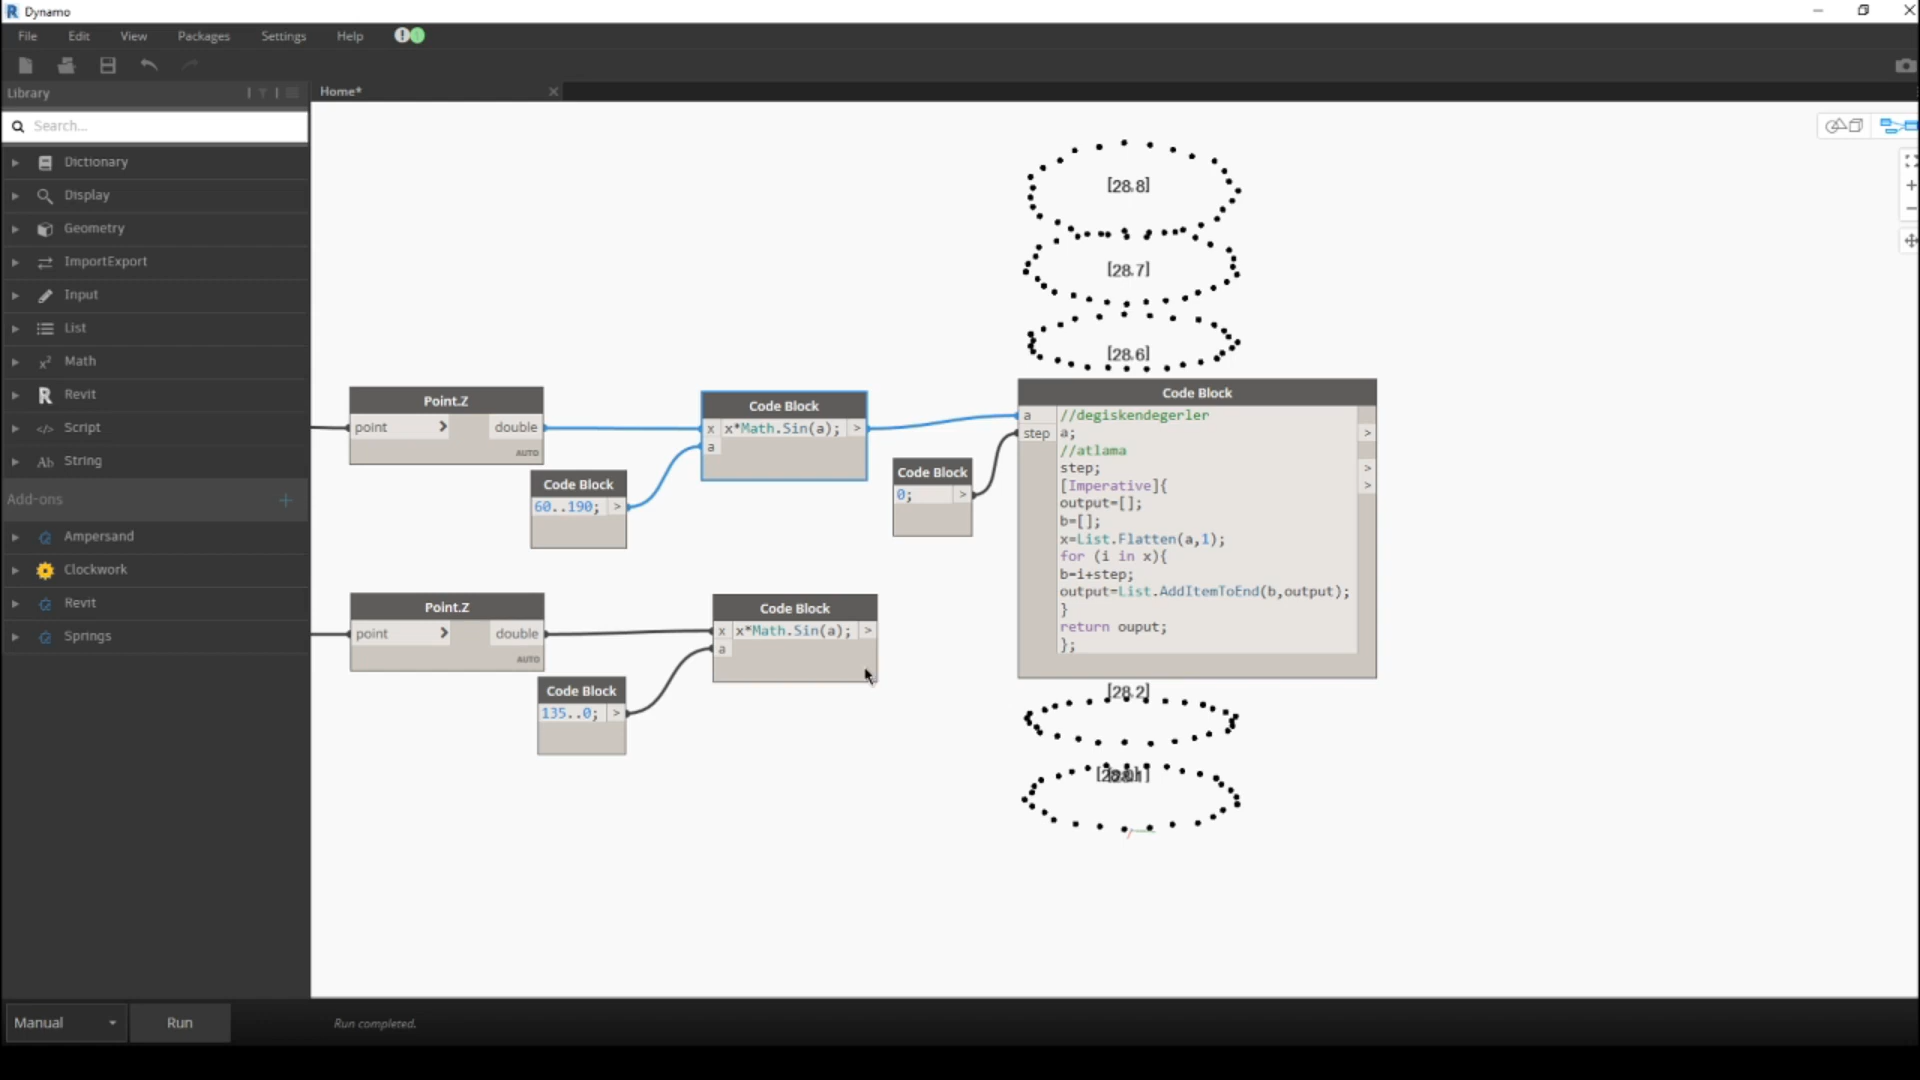 Dynamo
File Edit View Packages Settings Help
Library
Home*
Search...
Dictionary
Display
Geometry
ImportExport
Input
List
Math
Revit
Script
String
Add-ons
Ampersand
Clockwork
Revit
Springs
[28.8]
[28.7]
[28.6]
Point.Z
point > double
AUTO
Code Block
60..190; >
Code Block
x x*Math.Sin(a); >
a
Code Block
0; >
Code Block
a //degiskendegerler
step a; >
//atlama
step; >
[Imperative]{ >
output=[];
b=[];
x=List.Flatten(a,1);
for (i in x){
b=i+step;
output=List.AddItemToEnd(b,output);
}
return ouput;
};
Point.Z
point > double
AUTO
Code Block
135..0; >
Code Block
x x*Math.Sin(a); >
a
[28.2]
Manual
Run
Run completed.